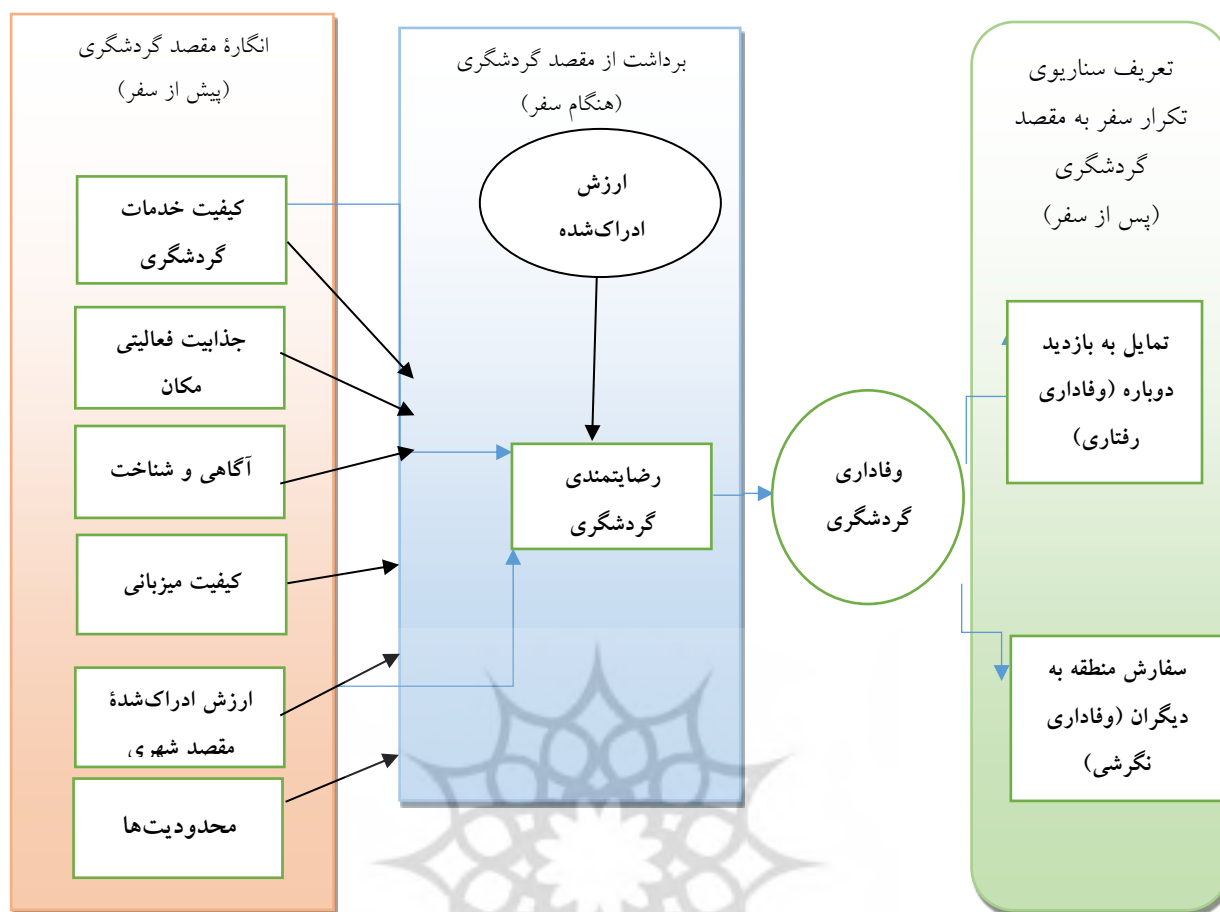 انگارهٔ مقصد گردشگری
(پیش از سفر)
کیفیت خدمات
گردشگری
جذابیت فعالیتی
مکان
آگاهی و شناخت
کیفیت میزبانی
ارزش ادراک‌شدهٔ
مقصد شهری
محدودیت‌ها
برداشت از مقصد گردشگری
(هنگام سفر)
ارزش
ادراک‌شده
رضایتمندی
گردشگری
وفاداری
گردشگری
تعریف سناریوی
تکرار سفر به مقصد
گردشگری
(پس از سفر)
تمایل به بازدید
دوباره (وفاداری
رفتاری)
سفارش منطقه به
دیگران (وفاداری
نگرشی)